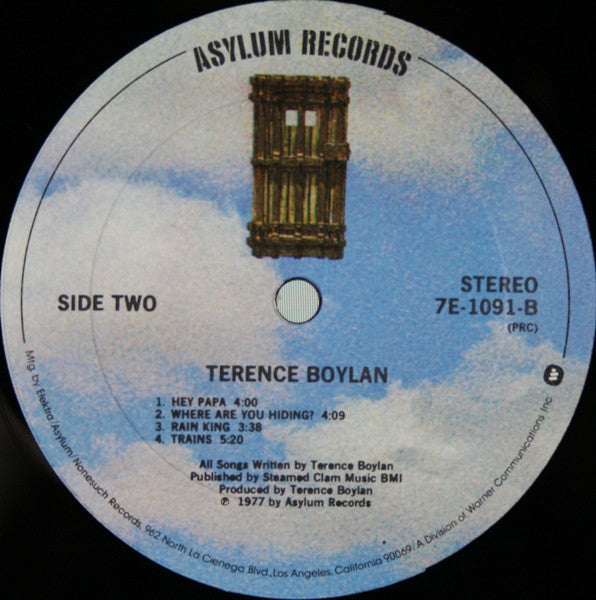 ASYLUM RECORDS
SIDE TWO
STEREO
7E-1091-B
(PRC)
TERENCE BOYLAN
1. HEY PAPA 4:00
2. WHERE ARE YOU HIDING? 4:09
3. RAIN KING 3:38
4. TRAINS 5:20
All Songs Written by Terence Boylan
Published by Steamed Clam Music BMI
Produced by Terence Boylan
℗ 1977 by Asylum Records
Mfg. by Elektra/Asylum/Nonesuch Records, 962 North La Cienega Blvd., Los Angeles, California 90069/A Division of Warner Communications Inc.